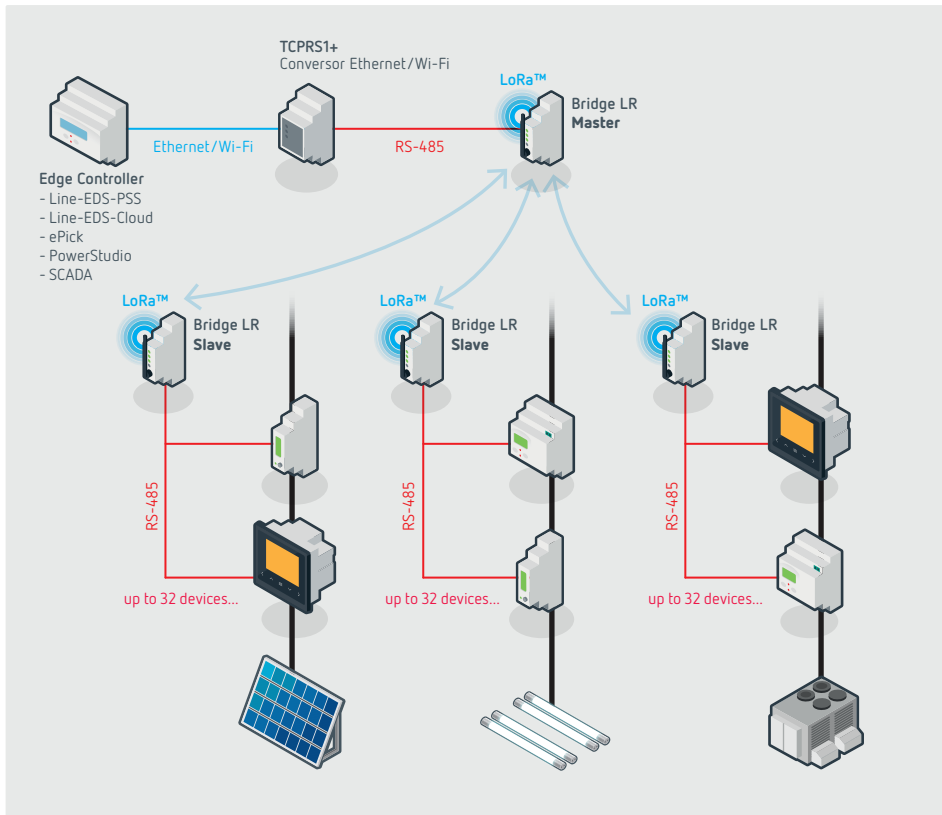 TCPRS1+
Conversor Ethernet/Wi-Fi
LoRa™
Bridge LR
Master
Ethernet/Wi-Fi
RS-485
Edge Controller
- Line-EDS-PSS
- Line-EDS-Cloud
- ePick
- PowerStudio
- SCADA
LoRa™
Bridge LR
Slave
LoRa™
Bridge LR
Slave
LoRa™
Bridge LR
Slave
RS-485
RS-485
RS-485
up to 32 devices...
up to 32 devices...
up to 32 devices...